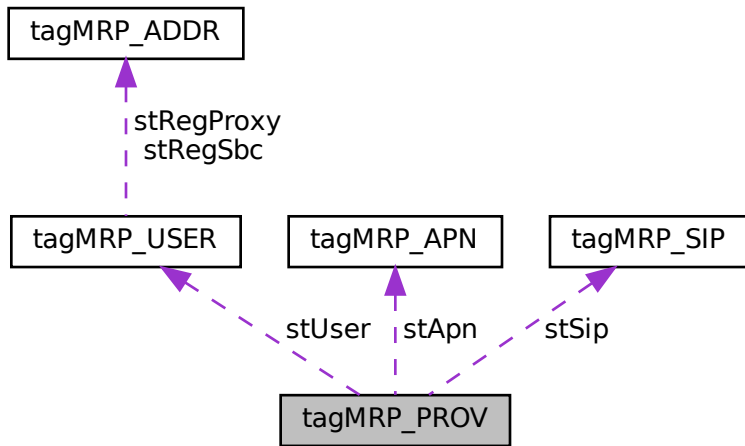 tagMRP_ADDR
stRegProxy
stRegSbc
tagMRP_USER
tagMRP_APN
tagMRP_SIP
stUser
stApn
stSip
tagMRP_PROV